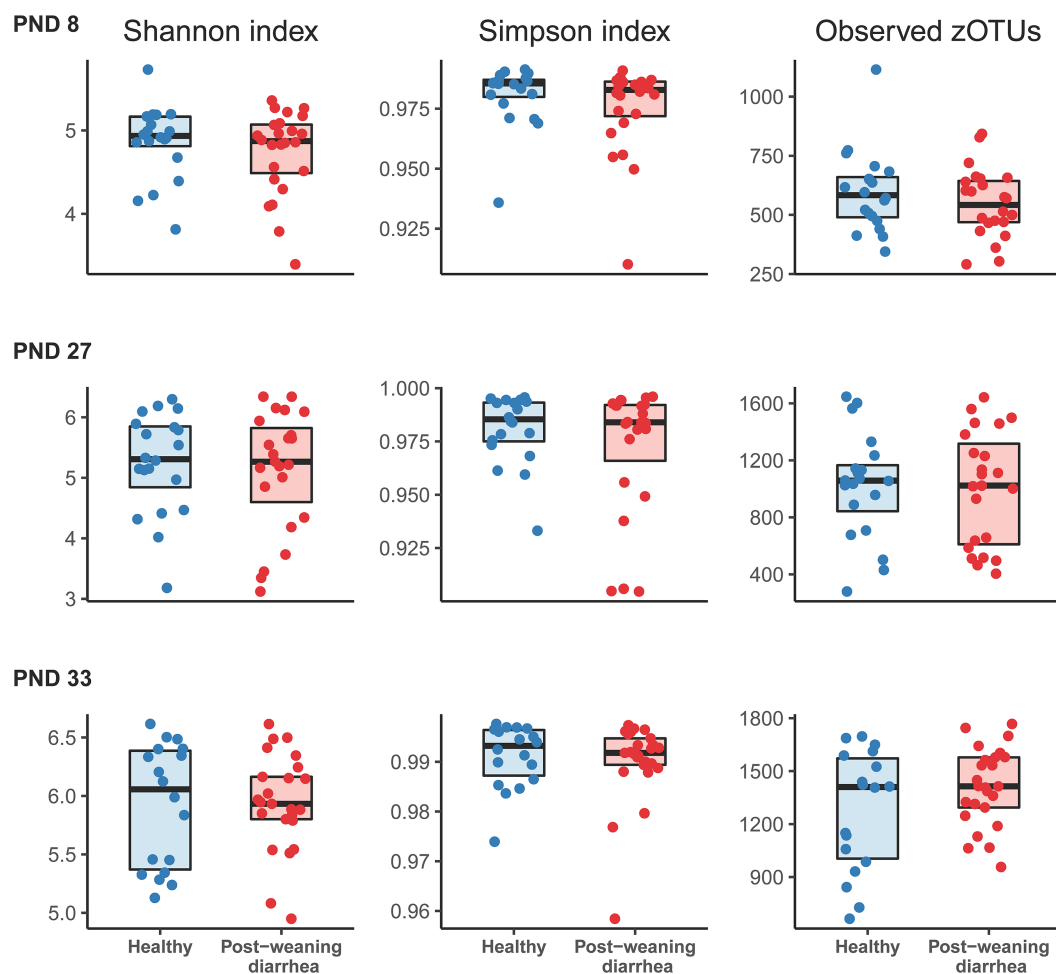 PND 8
Shannon index
Simpson index
Observed zOTUs
5
4
0.975
0.950
0.925
1000
750
500
250
PND 27
6
5
4
3
1.000
0.975
0.950
0.925
1600
1200
800
400
PND 33
6.5
6.0
5.5
5.0
0.99
0.98
0.97
0.96
1800
1500
1200
900
Healthy
Post−weaning
diarrhea
Healthy
Post−weaning
diarrhea
Healthy
Post−weaning
diarrhea